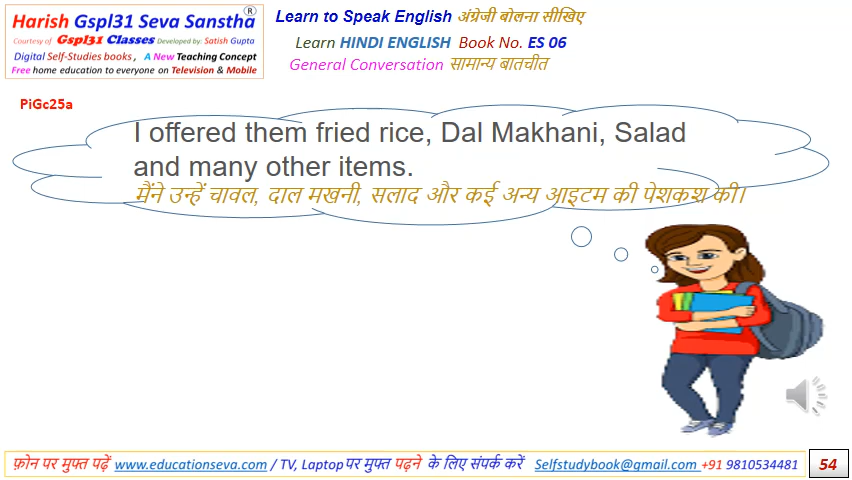 Harish Gspl31 Seva Sanstha ®
Courtesy of Gspl31 Classes Developed by: Satish Gupta
Digital Self-Studies books, A New Teaching Concept
Free home education to everyone on Television & Mobile
Learn to Speak English अंग्रेजी बोलना सीखिए
Learn HINDI ENGLISH Book No. ES 06
General Conversation सामान्य बातचीत
PiGc25a
I offered them fried rice, Dal Makhani, Salad
and many other items.
मैंने उन्हें चावल, दाल मखनी, सलाद और कई अन्य आइटम की पेशकश की।
फ़ोन पर मुफ्त पढ़ें www.educationseva.com / TV, Laptop पर मुफ्त पढ़ने के लिए संपर्क करें Selfstudybook@gmail.com +91 9810534481
54